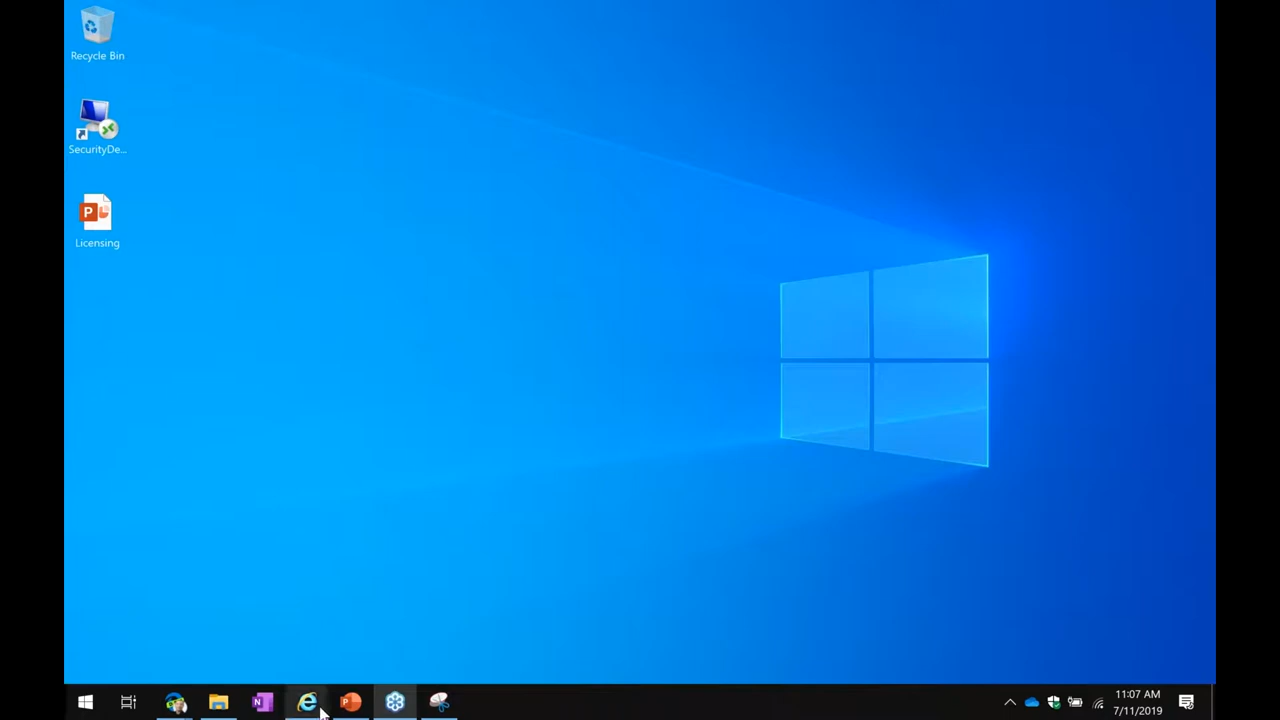 Recycle Bin
SecurityDe...
Licensing
11:07 AM
7/11/2019